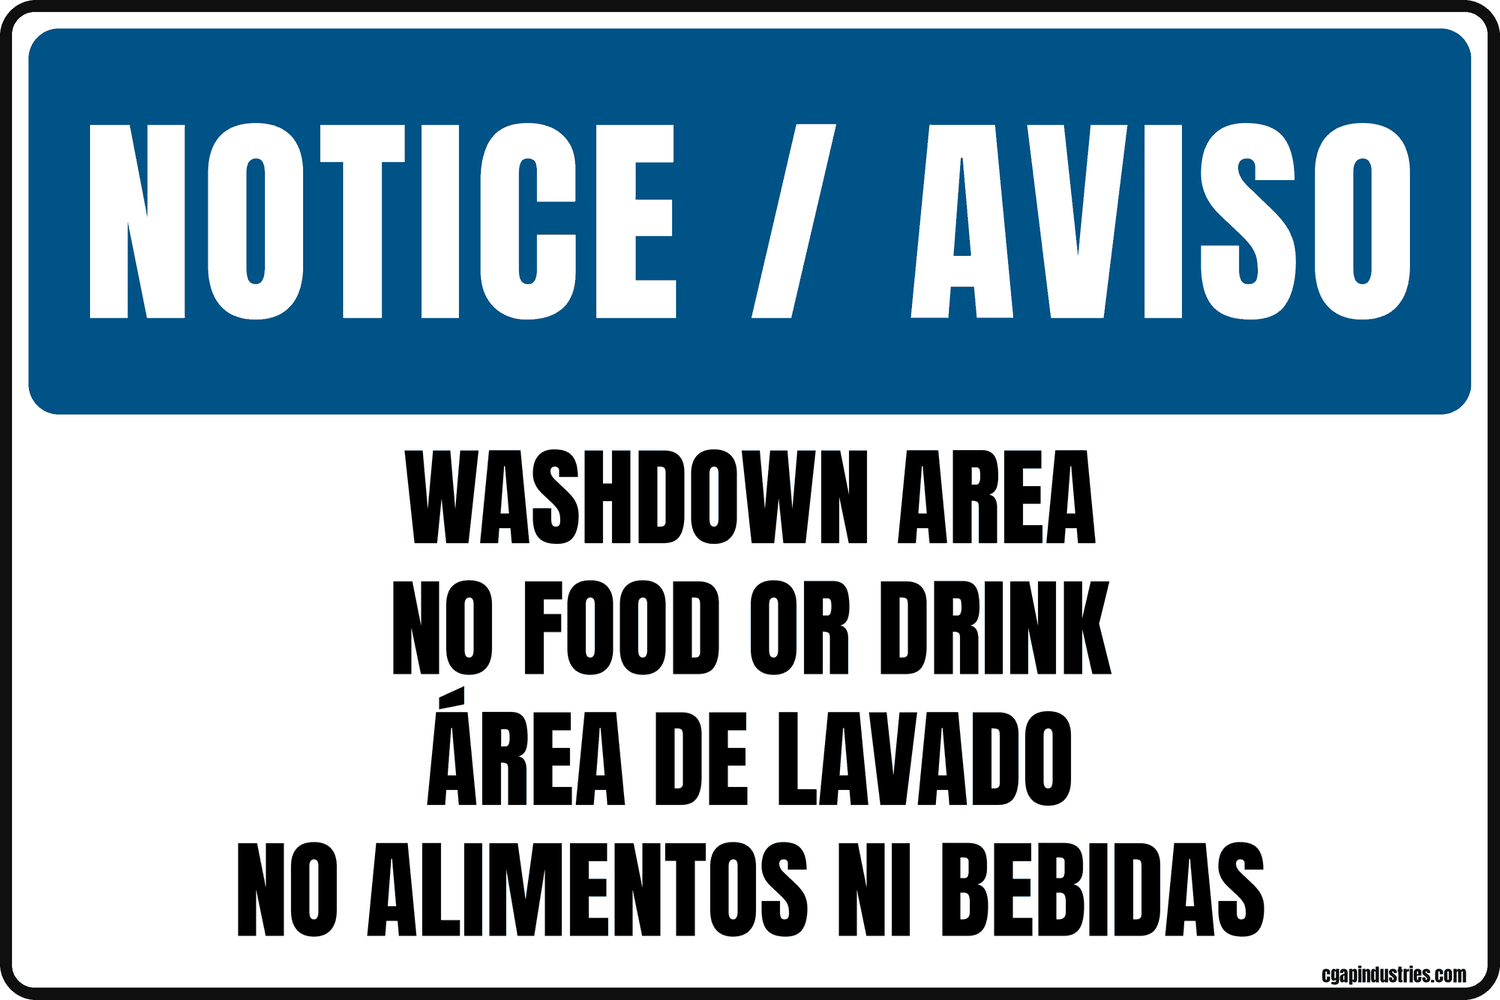 NOTICE / AVISO
WASHDOWN AREA
NO FOOD OR DRINK
ÁREA DE LAVADO
NO ALIMENTOS NI BEBIDAS
cgapindustries.com